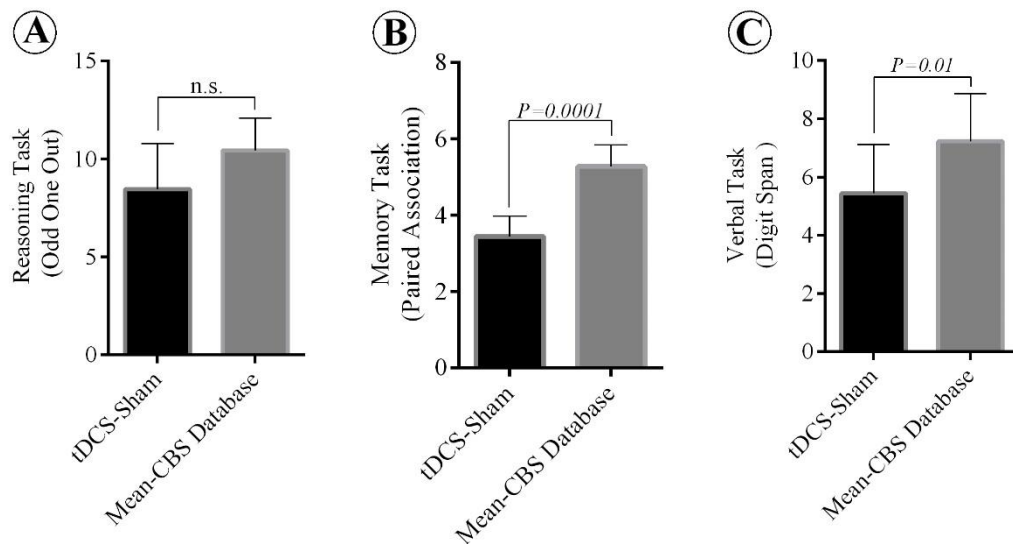 A
Reasoning Task
(Odd One Out)
15
10
5
0
n.s.
tDCS-Sham
Mean-CBS Database
B
Memory Task
(Paired Association)
8
6
4
2
0
P=0.0001
tDCS-Sham
Mean-CBS Database
C
Verbal Task
(Digit Span )
10
8
6
4
2
0
P=0.01
tDCS-Sham
Mean-CBS Database